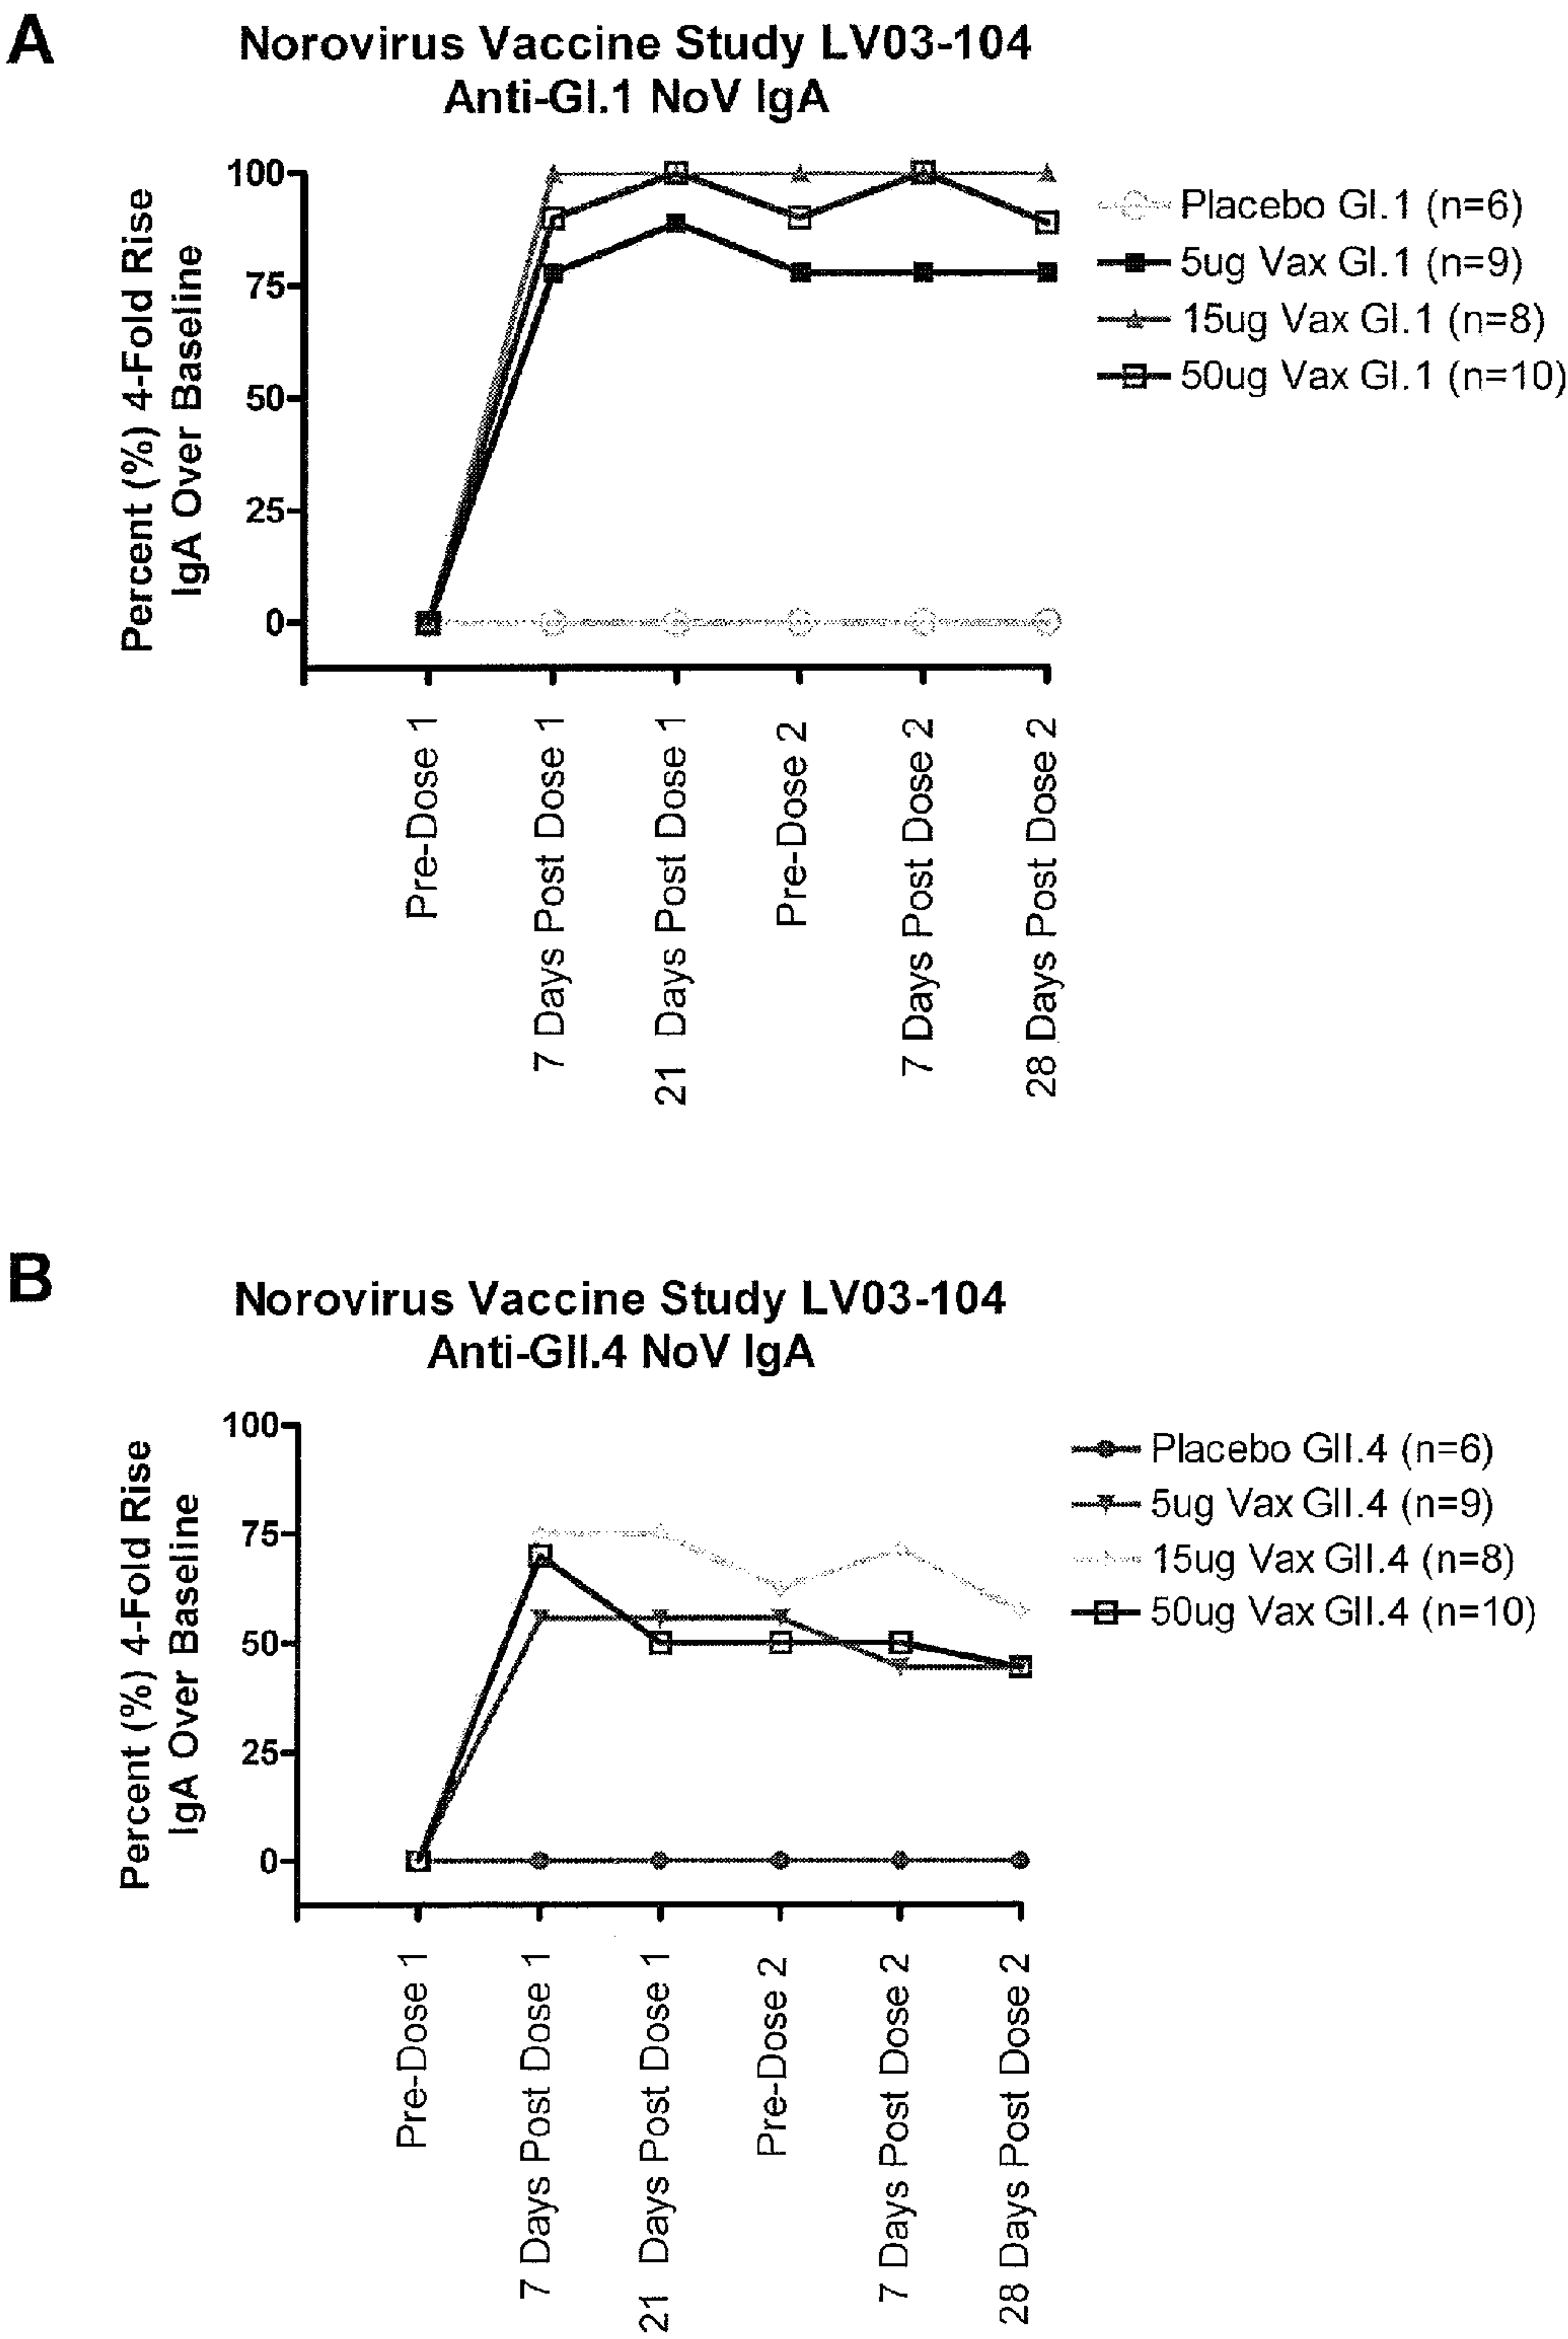 A
Norovirus Vaccine Study LV03-104
Anti-GI.1 NoV IgA
Percent (%) 4-Fold Rise
IgA Over Baseline
100
75
50
25
0
Placebo GI.1 (n=6)
5ug Vax GI.1 (n=9)
15ug Vax GI.1 (n=8)
50ug Vax GI.1 (n=10)
Pre-Dose 1
7 Days Post Dose 1
21 Days Post Dose 1
Pre-Dose 2
7 Days Post Dose 2
28 Days Post Dose 2
B
Norovirus Vaccine Study LV03-104
Anti-GII.4 NoV IgA
Percent (%) 4-Fold Rise
IgA Over Baseline
100
75
50
25
0
Placebo GII.4 (n=6)
5ug Vax GII.4 (n=9)
15ug Vax GII.4 (n=8)
50ug Vax GII.4 (n=10)
Pre-Dose 1
7 Days Post Dose 1
21 Days Post Dose 1
Pre-Dose 2
7 Days Post Dose 2
28 Days Post Dose 2